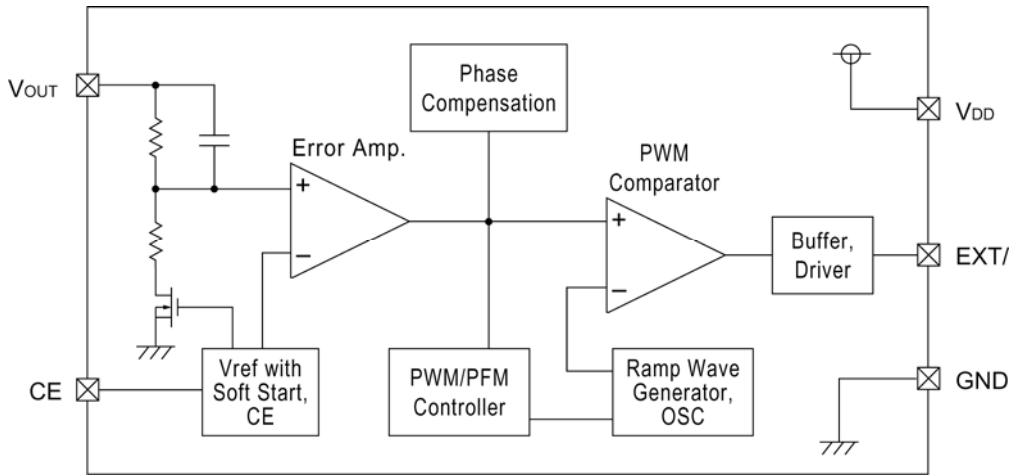 Phase
Compensation
VOUT
VDD
Error Amp.
+
−
PWM
Comparator
+
−
Buffer,
Driver
EXT/
CE
Vref with
Soft Start,
CE
PWM/PFM
Controller
Ramp Wave
Generator,
OSC
GND